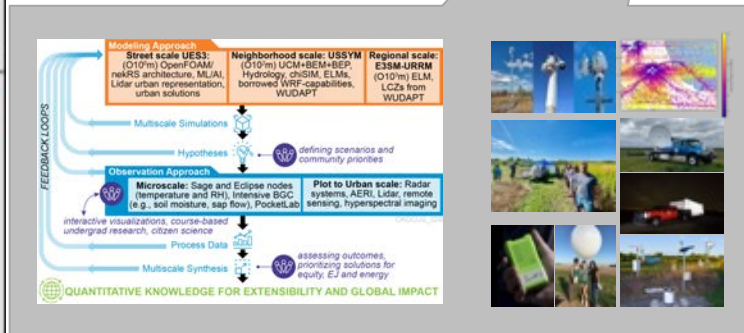 Modeling Approach
Street scale UES3:
(O10⁰m) OpenFOAM/
nekRS architecture, ML/AI,
Lidar urban representation,
urban solutions
Neighborhood scale: USSYM
UCM+BEM+BEP,
Hydrology, chiSIM, ELMs,
borrowed WRF-capabilities,
WUDAPT
Regional scale:
E3SM-URRM
ELM,
LCZs from
WUDAPT
FEEDBACK LOOPS
Multiscale Simulations
Hypotheses
defining scenarios and
community priorities
Observation Approach
Microscale: Sage and Eclipse nodes
(temperature and RH), Intensive BGC
(e.g., soil moisture, sap flow), PocketLab
Plot to Urban scale: Radar
systems, AERI, Lidar, remote
sensing, hyperspectral imaging
interactive visualizations, course-based
undergrad research, citizen science
Process Data
assessing outcomes,
prioritizing solutions for
equity, EJ and energy
Multiscale Synthesis
QUANTITATIVE KNOWLEDGE FOR EXTENSIBILITY AND GLOBAL IMPACT